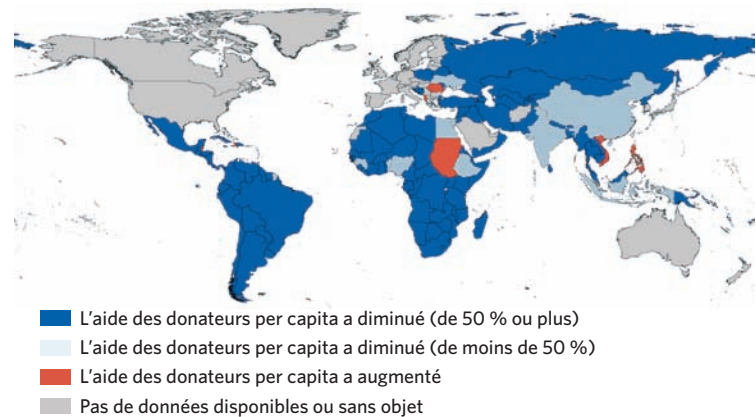 L'aide des donateurs per capita a diminué (de 50 % ou plus)
L'aide des donateurs per capita a diminué (de moins de 50 %)
L'aide des donateurs per capita a augmenté
Pas de données disponibles ou sans objet